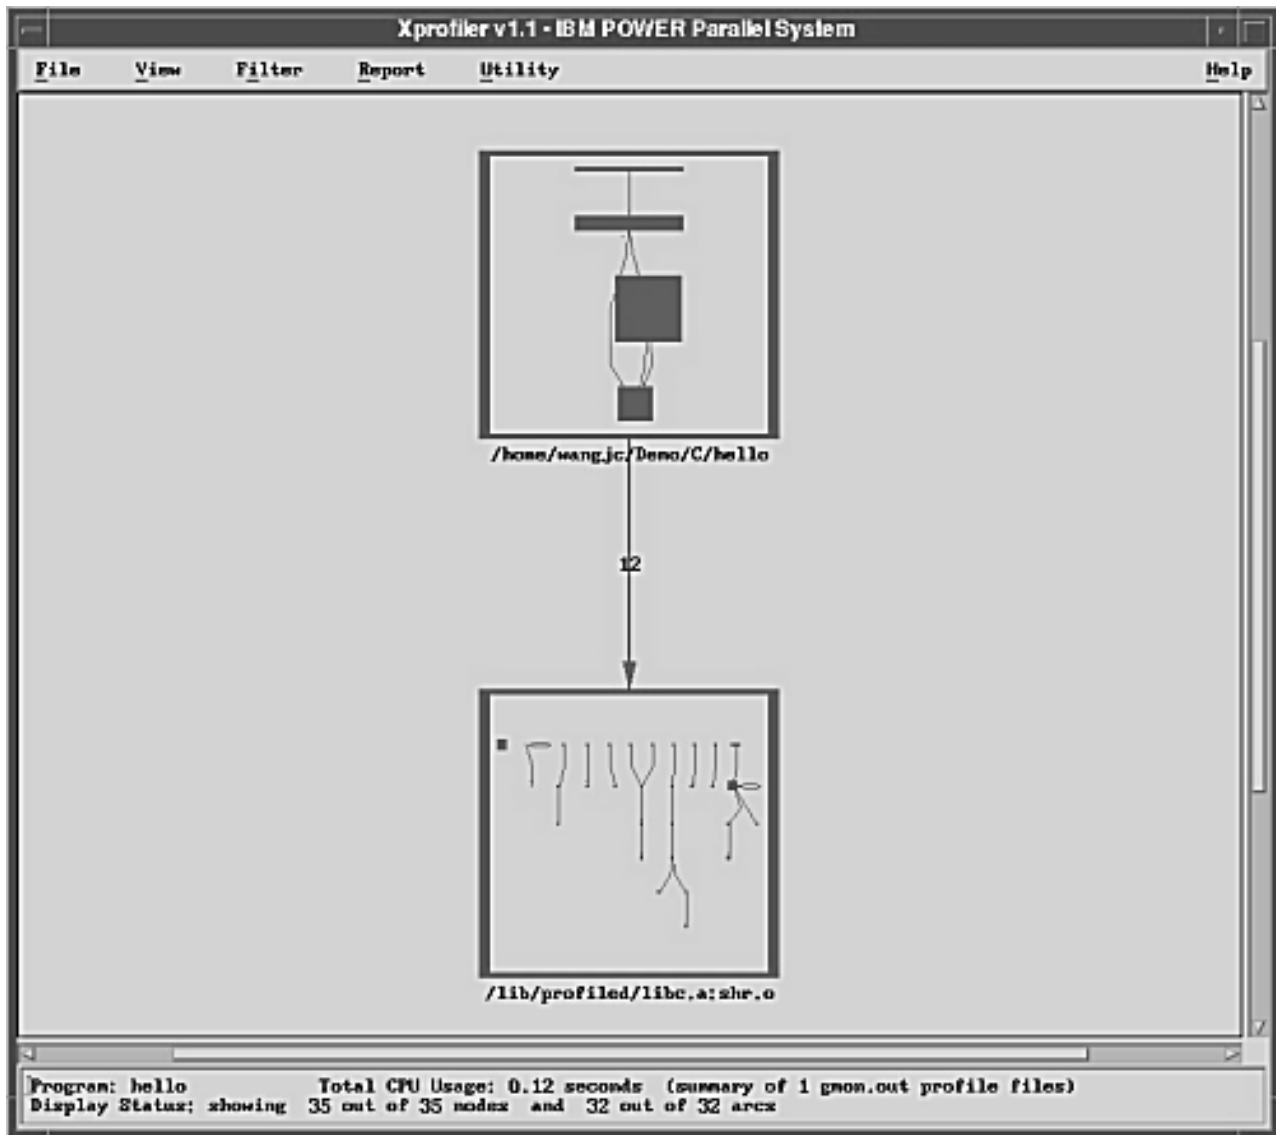 Xprofiler v1.1 - IBM POWER Parallel System
File View Filter Report Utility Help
/home/wangjc/Demo/C/hello
12
/lib/profiled/libc.a:shr.o
Program: hello Total CPU Usage: 0.12 seconds (summary of 1 gmon.out profile files)
Display Status: showing 35 out of 35 nodes and 32 out of 32 arcs